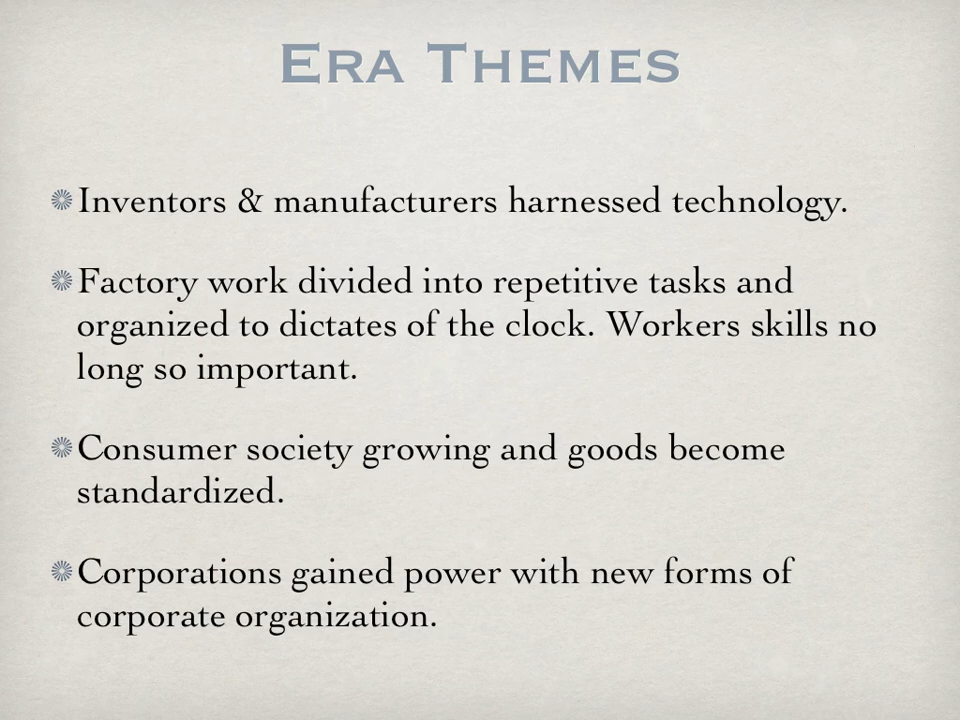 Era Themes
Inventors & manufacturers harnessed technology.
Factory work divided into repetitive tasks and
organized to dictates of the clock. Workers skills no
long so important.
Consumer society growing and goods become
standardized.
Corporations gained power with new forms of
corporate organization.